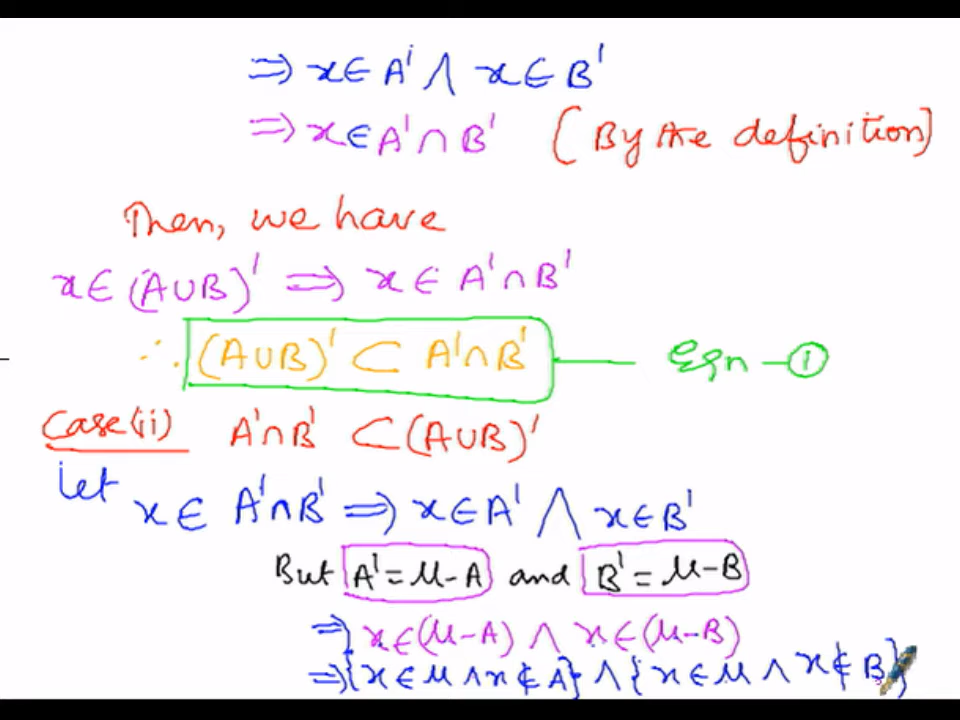 ⇒ x∈A' ∧ x∈B'
⇒ x∈A'∩B' (By the definition)
Then, we have
x∈(A∪B)' ⇒ x∈ A'∩B'
∴ (A∪B)' ⊂ A'∩B' — Eqn — ①
Case(ii) A'∩B' ⊂ (A∪B)'
Let x∈ A'∩B' ⇒ x∈A' ∧ x∈B'
But A' = μ-A and B' = μ-B
⇒ x∈(μ-A) ∧ x∈(μ-B)
⇒ {x∈μ ∧ x∉A} ∧ {x∈μ ∧ x∉B}